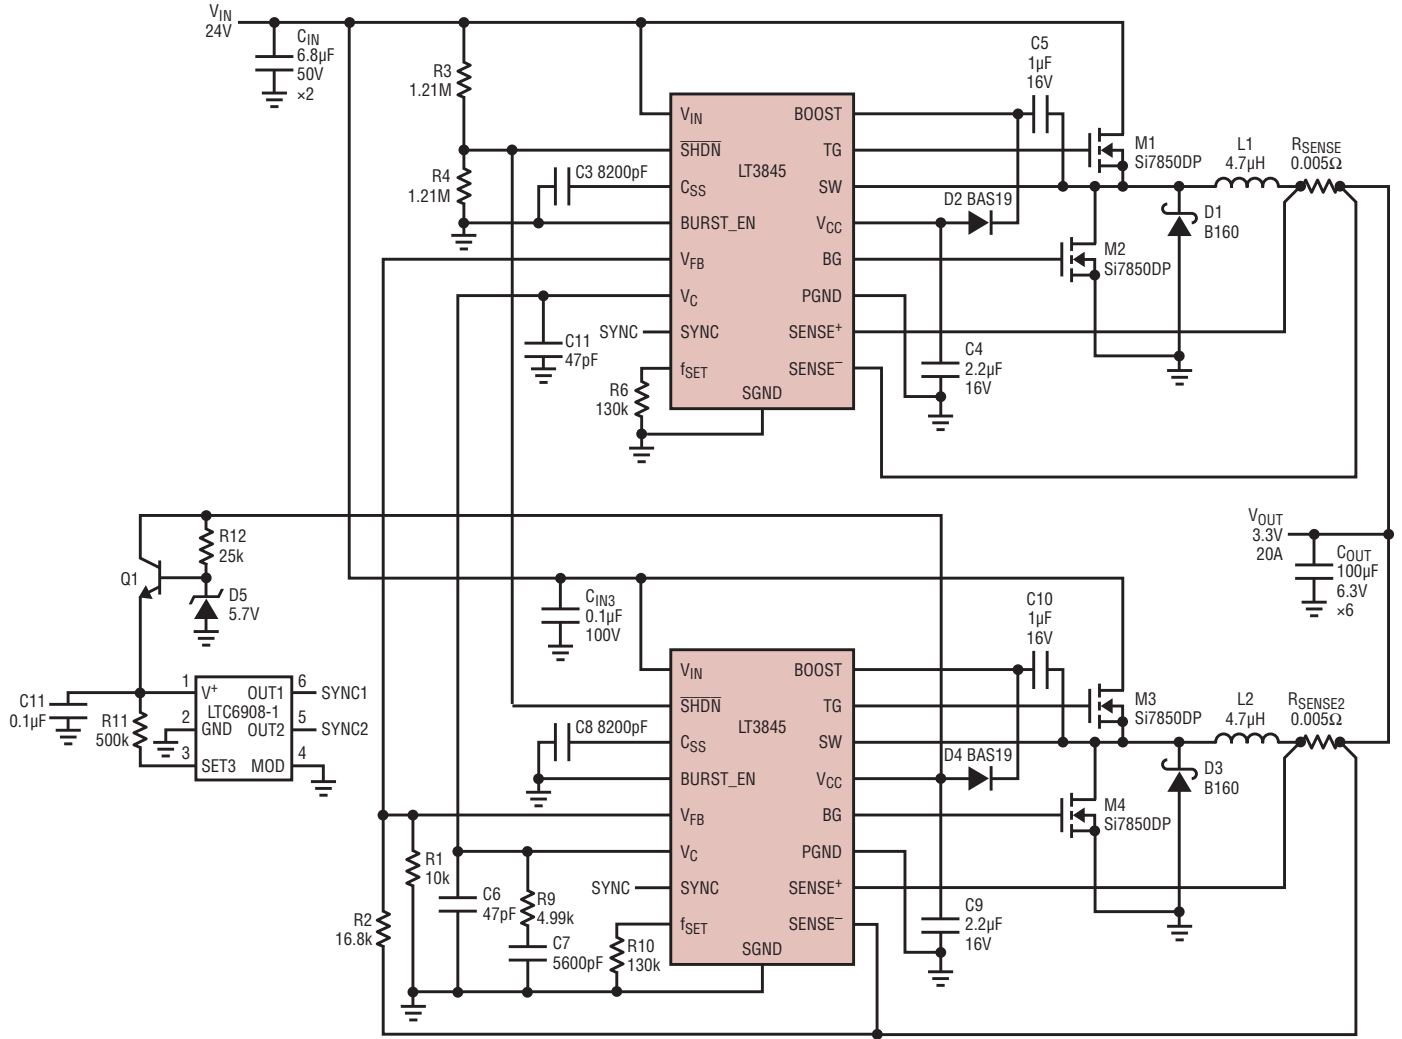 VIN
24V
CIN
6.8µF
50V
×2
R3
1.21M
R4
1.21M
C3 8200pF
VIN
SHDN
CSS
BURST_EN
VFB
VC
SYNC
fSET
SGND
LT3845
BOOST
TG
SW
VCC
BG
PGND
SENSE+
SENSE–
SYNC
C11
47pF
R6
130k
C5
1µF
16V
D2 BAS19
M1
Si7850DP
M2
Si7850DP
L1
4.7µH
RSENSE
0.005Ω
D1
B160
C4
2.2µF
16V
VOUT
3.3V
20A
COUT
100µF
6.3V
×6
R12
25k
Q1
D5
5.7V
C11
0.1µF
R11
500k
1
2
3
V+
GND
SET3
LTC6908-1
OUT1
OUT2
MOD
6
5
4
SYNC1
SYNC2
CIN3
0.1µF
100V
C8 8200pF
VIN
SHDN
CSS
BURST_EN
VFB
VC
SYNC
fSET
SGND
LT3845
BOOST
TG
SW
VCC
BG
PGND
SENSE+
SENSE–
SYNC
R1
10k
R2
16.8k
C6
47pF
R9
4.99k
C7
5600pF
R10
130k
C10
1µF
16V
D4 BAS19
M3
Si7850DP
M4
Si7850DP
L2
4.7µH
RSENSE2
0.005Ω
D3
B160
C9
2.2µF
16V